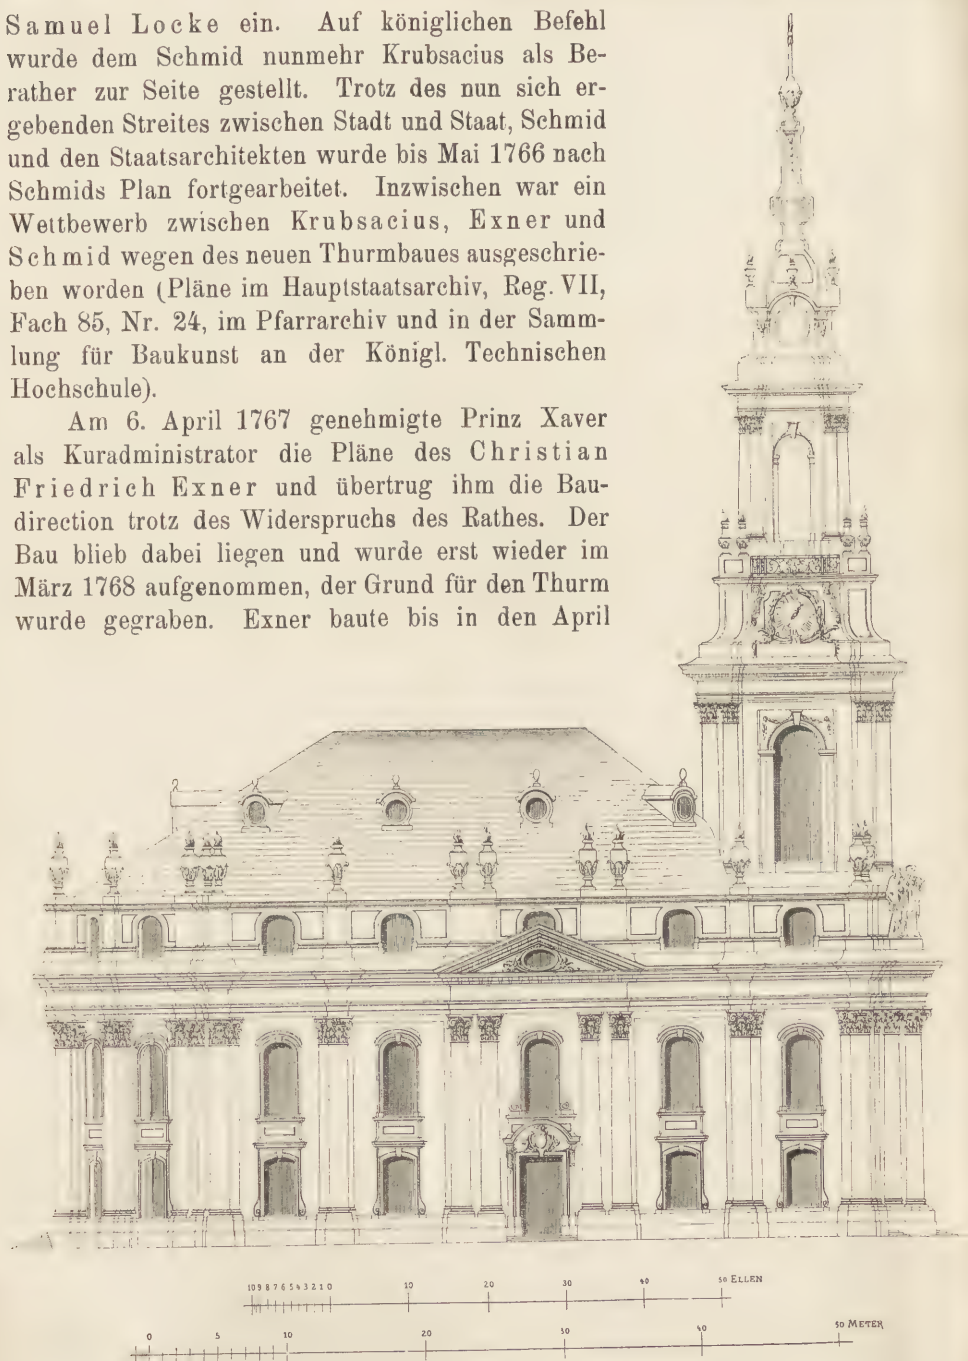 Samuel Locke ein. Auf königlichen Befehl
wurde dem Schmid nunmehr Krubsacius als Be-
rather zur Seite gestellt. Trotz des nun sich er-
gebenden Streites zwischen Stadt und Staat, Schmid
und den Staatsarchitekten wurde bis Mai 1766 nach
Schmids Plan fortgearbeitet. Inzwischen war ein
Wettbewerb zwischen Krubsacius, Exner und
Schmid wegen des neuen Thurmbaues ausgeschrie-
ben worden (Pläne im Hauptstaatsarchiv, Reg. VII,
Fach 85, Nr. 24, im Pfarrarchiv und in der Samm-
lung für Baukunst an der Königl. Technischen
Hochschule).
Am 6. April 1767 genehmigte Prinz Xaver
als Kuradministrator die Pläne des Christian
Friedrich Exner und übertrug ihm die Bau-
direction trotz des Widerspruchs des Rathes. Der
Bau blieb dabei liegen und wurde erst wieder im
März 1768 aufgenommen, der Grund für den Thurm
wurde gegraben. Exner baute bis in den April
10 9 8 7 6 5 4 3 2 1 0 10 20 30 40 50 ELLEN
0 5 10 20 30 40 50 METER